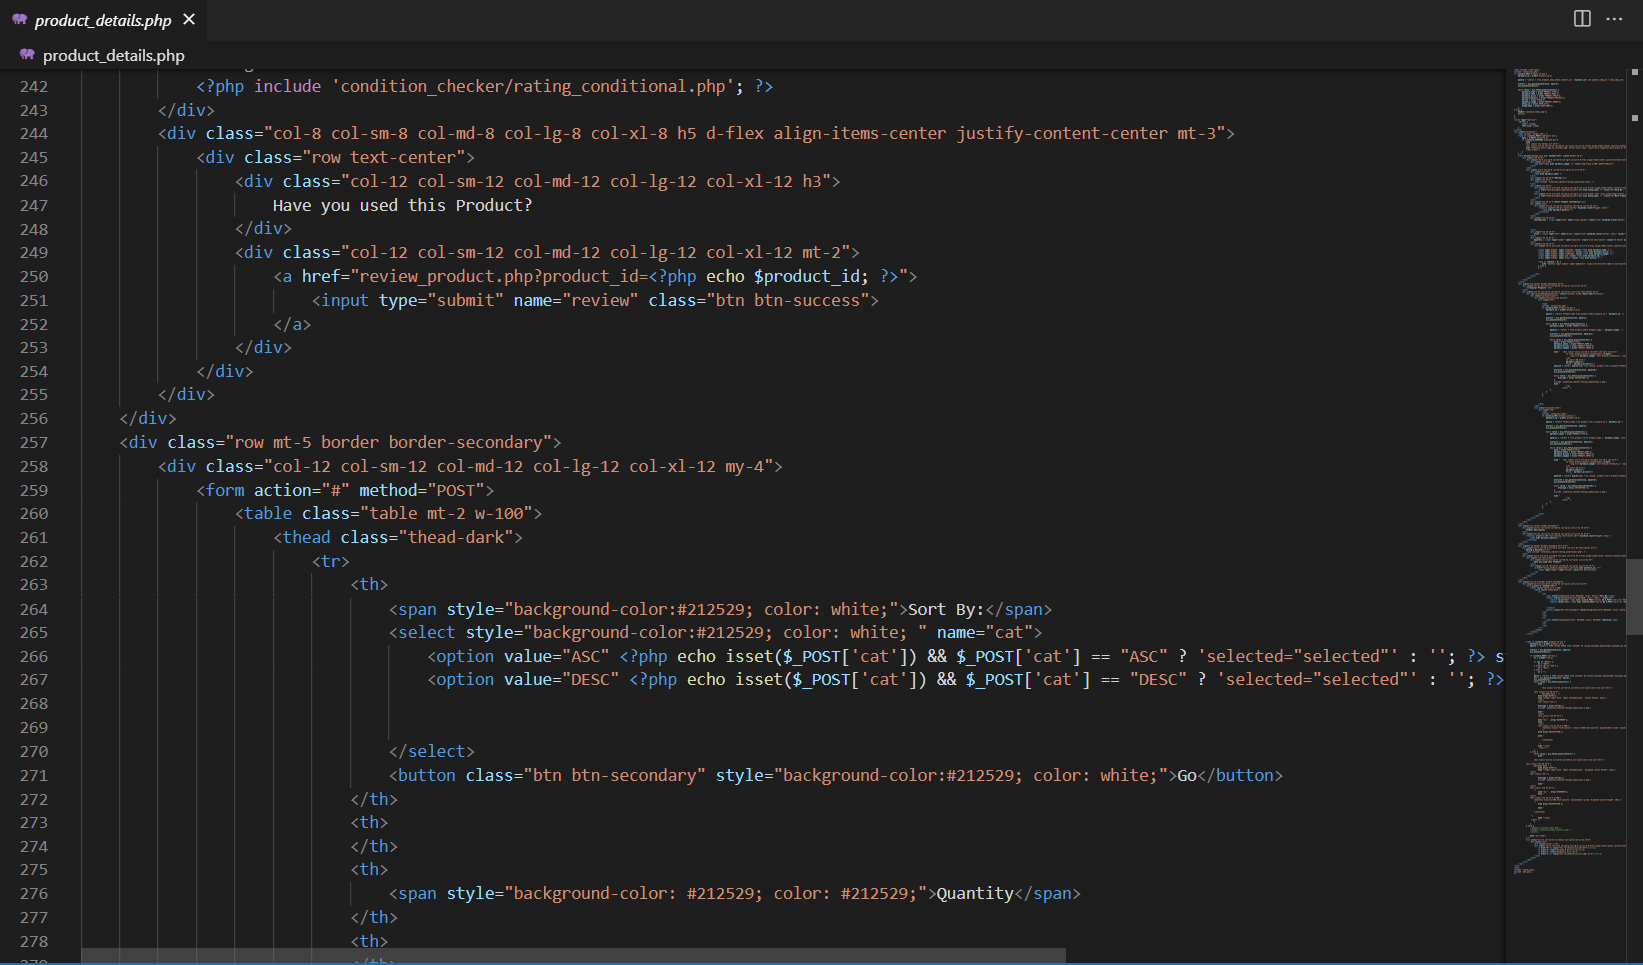 product_details.php
product_details.php
242 <?php include 'condition_checker/rating_conditional.php'; ?>
243 </div>
244 <div class="col-8 col-sm-8 col-md-8 col-lg-8 col-xl-8 h5 d-flex align-items-center justify-content-center mt-3">
245 <div class="row text-center">
246 <div class="col-12 col-sm-12 col-md-12 col-lg-12 col-xl-12 h3">
247 Have you used this Product?
248 </div>
249 <div class="col-12 col-sm-12 col-md-12 col-lg-12 col-xl-12 mt-2">
250 <a href="review_product.php?product_id=<?php echo $product_id; ?>">
251 <input type="submit" name="review" class="btn btn-success">
252 </a>
253 </div>
254 </div>
255 </div>
256 </div>
257 <div class="row mt-5 border border-secondary">
258 <div class="col-12 col-sm-12 col-md-12 col-lg-12 col-xl-12 my-4">
259 <form action="#" method="POST">
260 <table class="table mt-2 w-100">
261 <thead class="thead-dark">
262 <tr>
263 <th>
264 <span style="background-color:#212529; color: white;">Sort By:</span>
265 <select style="background-color:#212529; color: white; " name="cat">
266 <option value="ASC" <?php echo isset($_POST['cat']) && $_POST['cat'] == "ASC" ? 'selected="selected"' : ''; ?> s
267 <option value="DESC" <?php echo isset($_POST['cat']) && $_POST['cat'] == "DESC" ? 'selected="selected"' : ''; ?>
268
269
270 </select>
271 <button class="btn btn-secondary" style="background-color:#212529; color: white;">Go</button>
272 </th>
273 <th>
274 </th>
275 <th>
276 <span style="background-color: #212529; color: #212529;">Quantity</span>
277 </th>
278 <th>